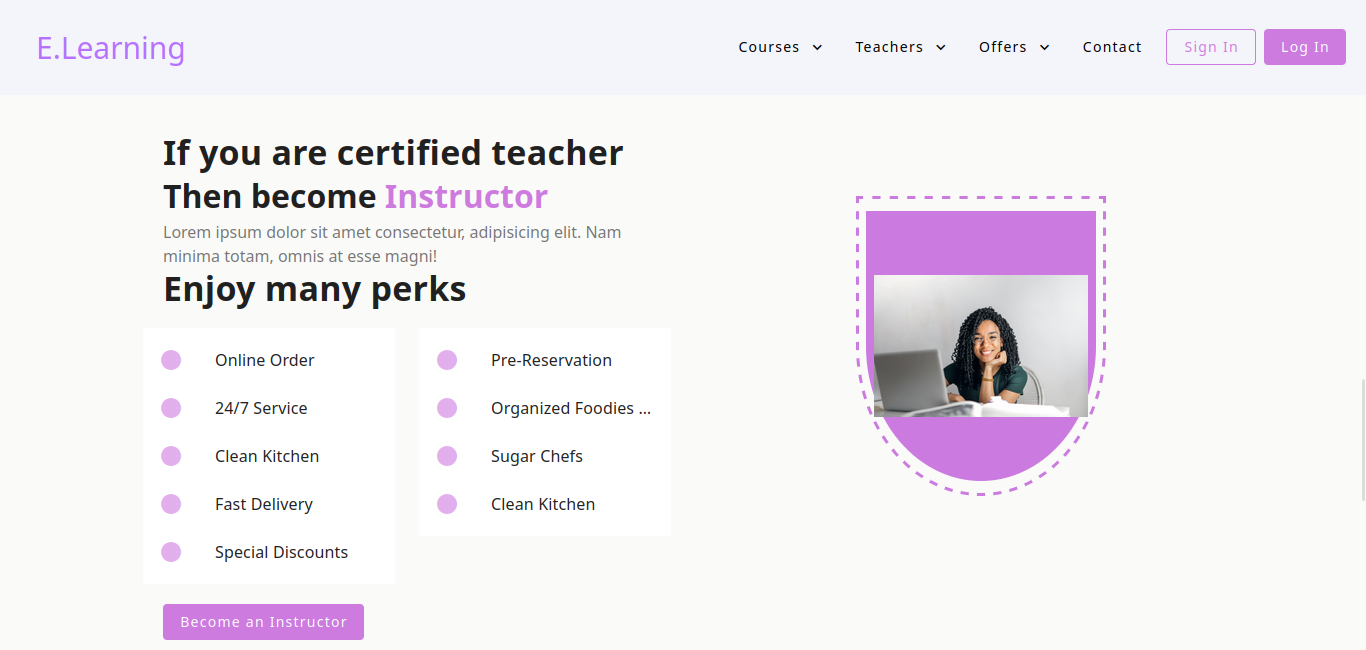 E.Learning
Courses
Teachers
Offers
Contact
Sign In
Log In
If you are certified teacher
Then become Instructor
Lorem ipsum dolor sit amet consectetur, adipisicing elit. Nam
minima totam, omnis at esse magni!
Enjoy many perks
Online Order
24/7 Service
Clean Kitchen
Fast Delivery
Special Discounts
Pre-Reservation
Organized Foodies ...
Sugar Chefs
Clean Kitchen
Become an Instructor